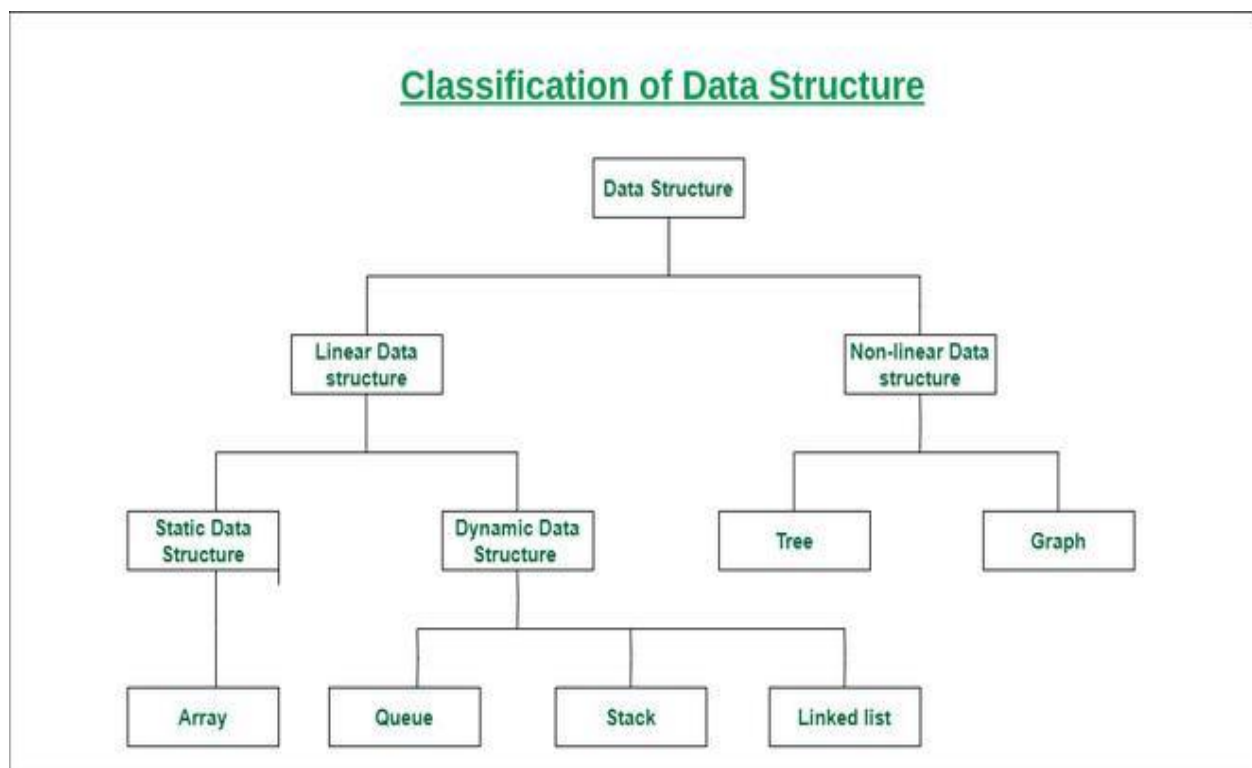 Classification of Data Structure
Data Structure
Linear Data
structure
Non-linear Data
structure
Static Data
Structure
Dynamic Data
Structure
Tree
Graph
Array
Queue
Stack
Linked list